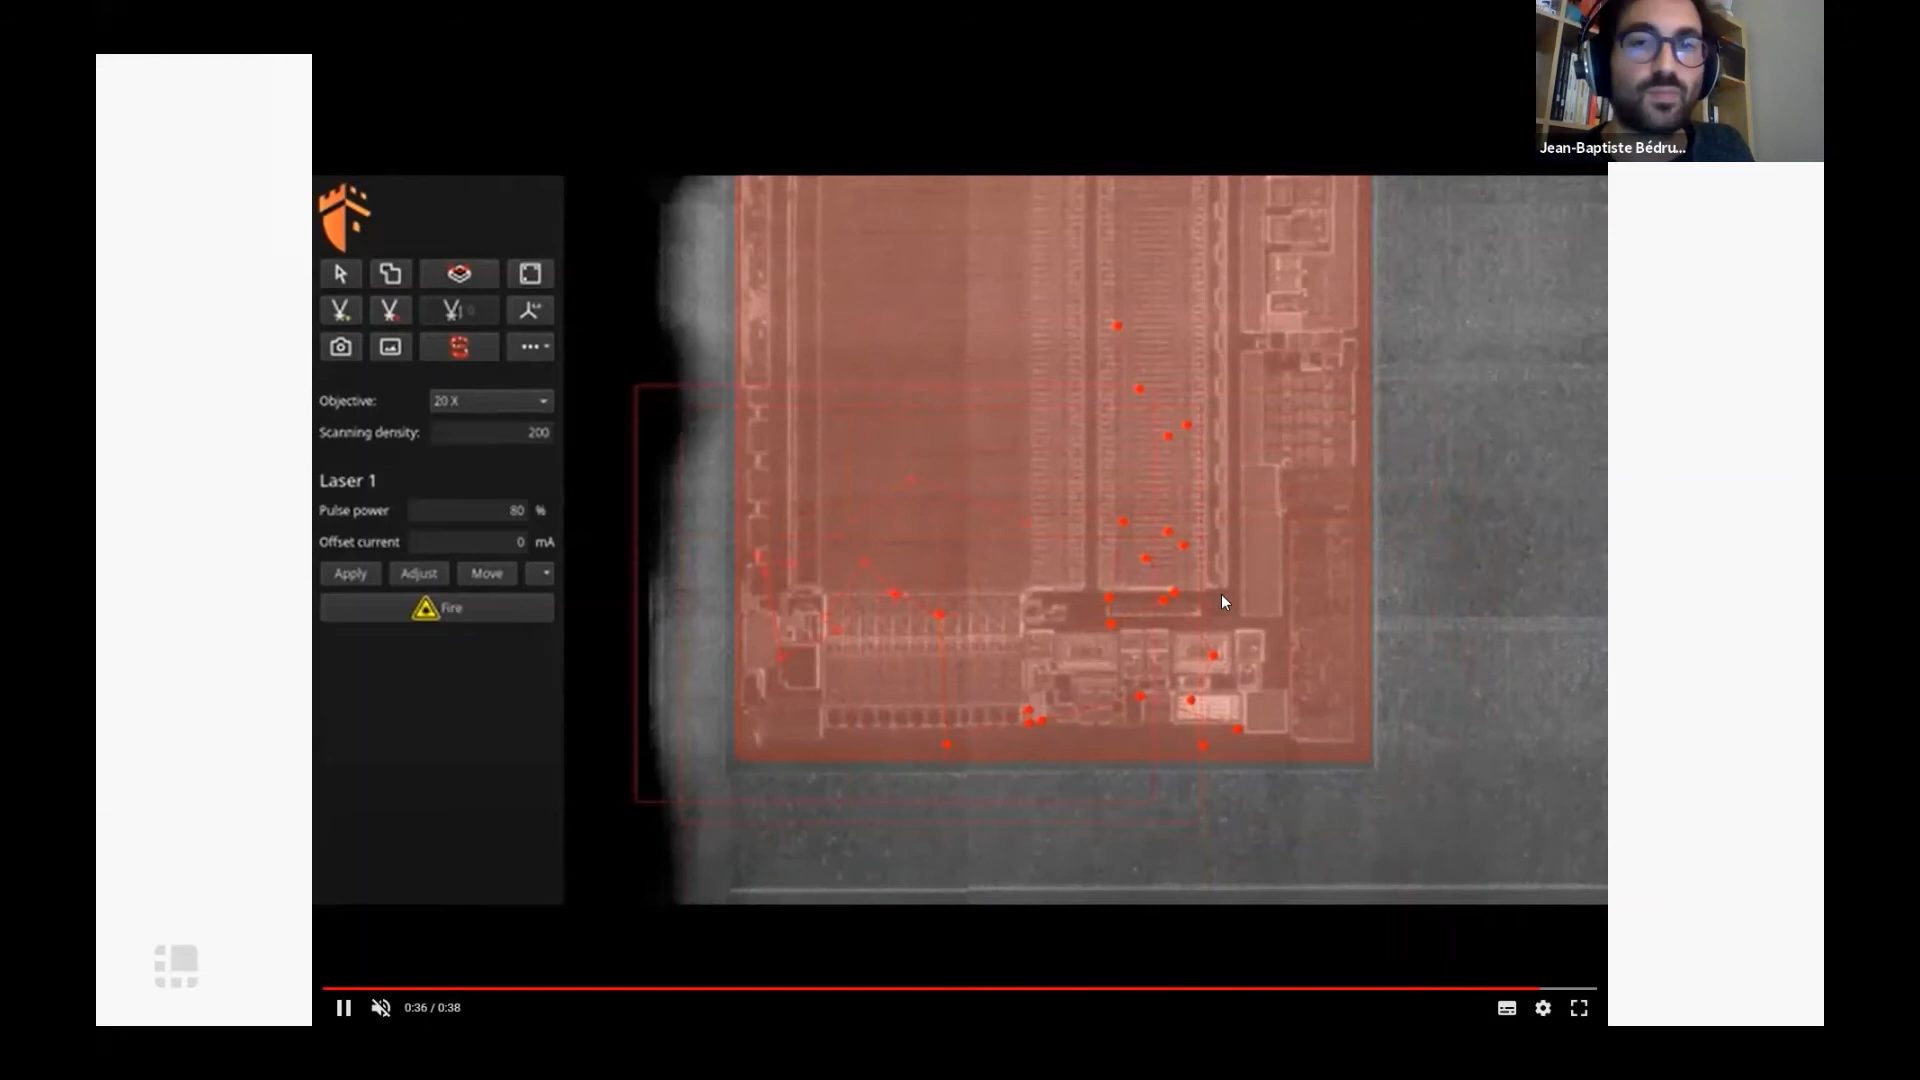 Jean-Baptiste Bédru...
Objective: 20 X
Scanning density: 200
Laser 1
Pulse power 80 %
Offset current 0 mA
Apply Adjust Move
Fire
0:36 / 0:38